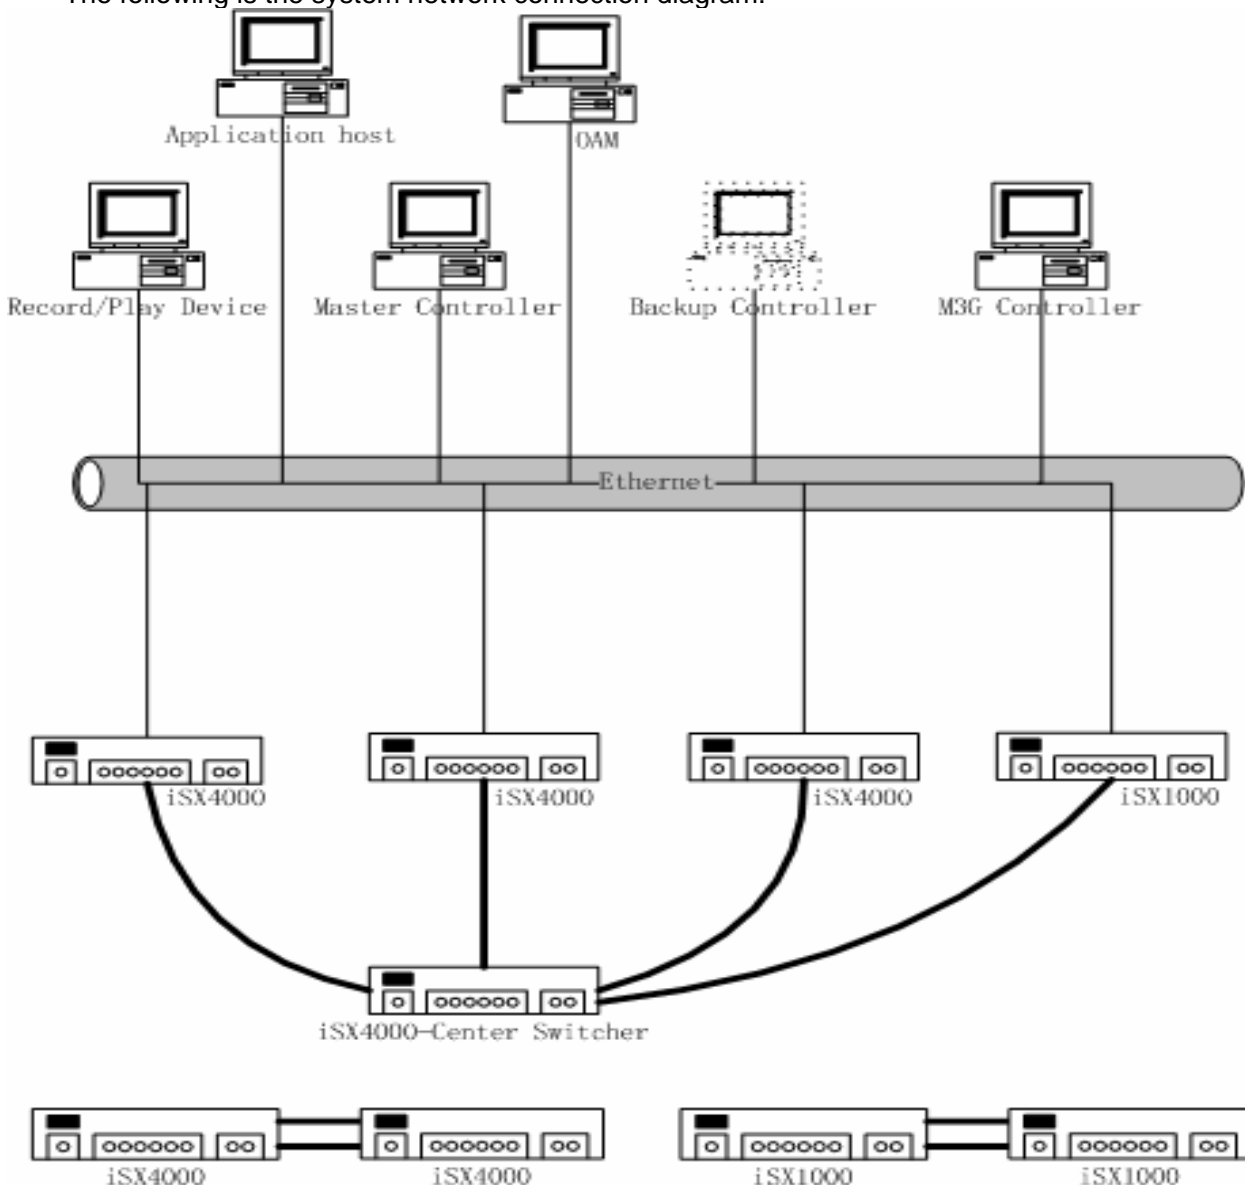 The following is the system network connection diagram:
Application host
OAM
Record/Play Device
Master Controller
Backup Controller
M3G Controller
Ethernet
iSX4000
iSX4000
iSX4000
iSX1000
iSX4000-Center Switcher
iSX4000
iSX4000
iSX1000
iSX1000